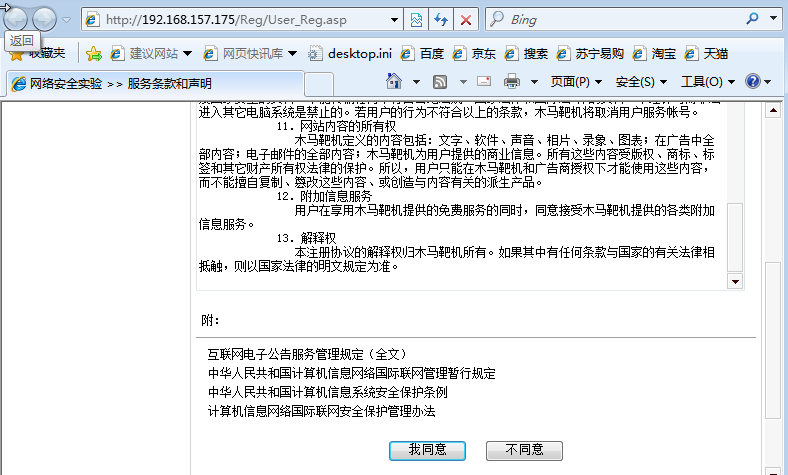 http://192.168.157.175/Reg/User_Reg.asp
Bing
返回
收藏夹
建议网站
网页快讯库
desktop.ini
百度
京东
搜索
苏宁易购
淘宝
天猫
网络安全实验 >> 服务条款和声明
页面(P)
安全(S)
工具(O)
进入其它电脑系统是禁止的。若用户的行为不符合以上的条款，木马靶机将取消用户服务帐号。
11．网站内容的所有权
木马靶机定义的内容包括：文字、软件、声音、相片、录象、图表；在广告中全
部内容；电子邮件的全部内容；木马靶机为用户提供的商业信息。所有这些内容受版权、商标、标
签和其它财产所有权法律的保护。所以，用户只能在木马靶机和广告商授权下才能使用这些内容，
而不能擅自复制、篡改这些内容、或创造与内容有关的派生产品。
12．附加信息服务
用户在享用木马靶机提供的免费服务的同时，同意接受木马靶机提供的各类附加
信息服务。
13．解释权
本注册协议的解释权归木马靶机所有。如果其中有任何条款与国家的有关法律相
抵触，则以国家法律的明文规定为准。
附：
互联网电子公告服务管理规定（全文）
中华人民共和国计算机信息网络国际联网管理暂行规定
中华人民共和国计算机信息系统安全保护条例
计算机信息网络国际联网安全保护管理办法
我同意
不同意